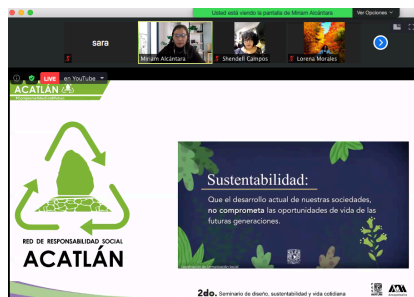 Usted está viendo la pantalla de Miriam Alcántara
Ver Opciones
sara
Miriam Alcántara
Shendell Campos
Lorena Morales
LIVE
en YouTube
ACATLÁN
Sustentabilidad:
Que el desarrollo actual de nuestras sociedades,
no comprometa las oportunidades de vida de las
futuras generaciones.
RED DE RESPONSABILIDAD SOCIAL
ACATLÁN
2do. Seminario de diseño, sustentabilidad y vida cotidiana